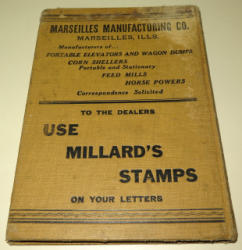 MARSEILLES MANUFACTURING CO.
MARSEILLES, ILLS.
Manufacturers of...
PORTABLE ELEVATORS AND WAGON DUMPS
CORN SHELLERS
Portable and Stationary
FEED MILLS
HORSE POWERS
Correspondence Solicited
TO THE DEALERS
USE
MILLARD'S
STAMPS
ON YOUR LETTERS